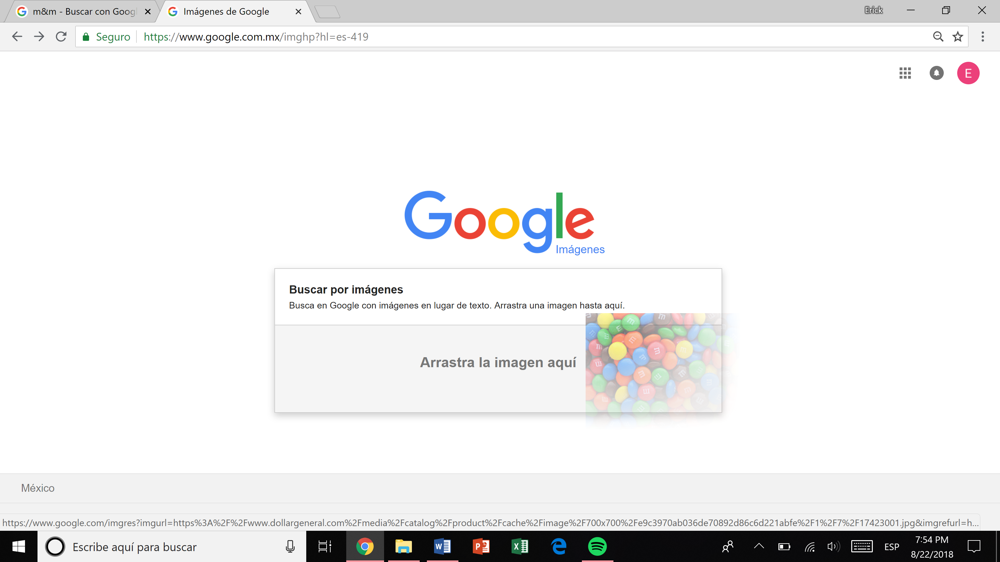 m&m - Buscar con Googl
Imágenes de Google
Erick
Seguro
https://www.google.com.mx/imghp?hl=es-419
E
Google
Imágenes
Buscar por imágenes
Busca en Google con imágenes en lugar de texto. Arrastra una imagen hasta aquí.
Arrastra la imagen aquí
México
https://www.google.com/imgres?imgurl=https%3A%2F%2Fwww.dollargeneral.com%2Fmedia%2Fcatalog%2Fproduct%2Fcache%2Fimage%2F700x700%2Fe9c3970ab036de70892d86c6d221abfe%2F1%2F7%2F17423001.jpg&imgrefurl=h...
Escribe aquí para buscar
ESP
7:54 PM
8/22/2018